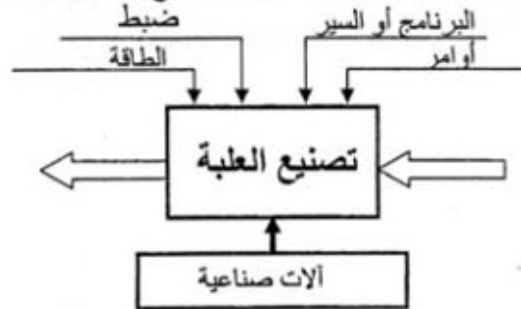 البرنامج أو السير
ضبط
أوامر
الطاقة
تصنيع العلبة
آلات صناعية